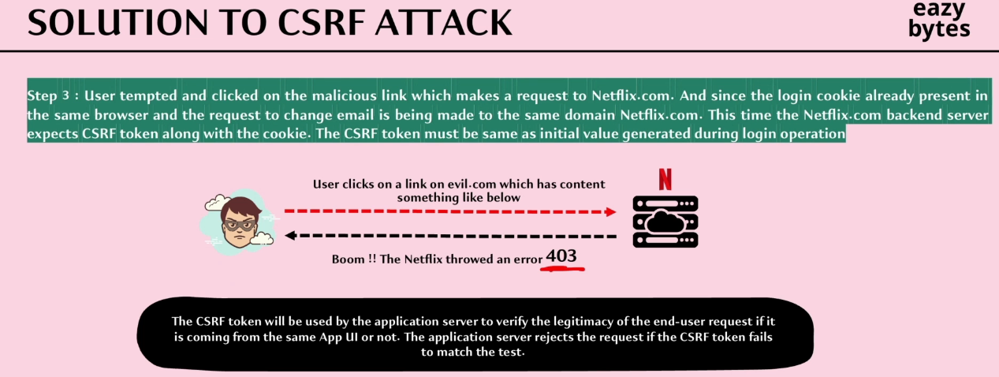 SOLUTION TO CSRF ATTACK
eazy
bytes
Step 3 : User tempted and clicked on the malicious link which makes a request to Netflix.com. And since the login cookie already present in
the same browser and the request to change email is being made to the same domain Netflix.com. This time the Netflix.com backend server
expects CSRF token along with the cookie. The CSRF token must be same as initial value generated during login operation
User clicks on a link on evil.com which has content
something like below
N
Boom !! The Netflix throwed an error 403
The CSRF token will be used by the application server to verify the legitimacy of the end-user request if it
is coming from the same App UI or not. The application server rejects the request if the CSRF token fails
to match the test.